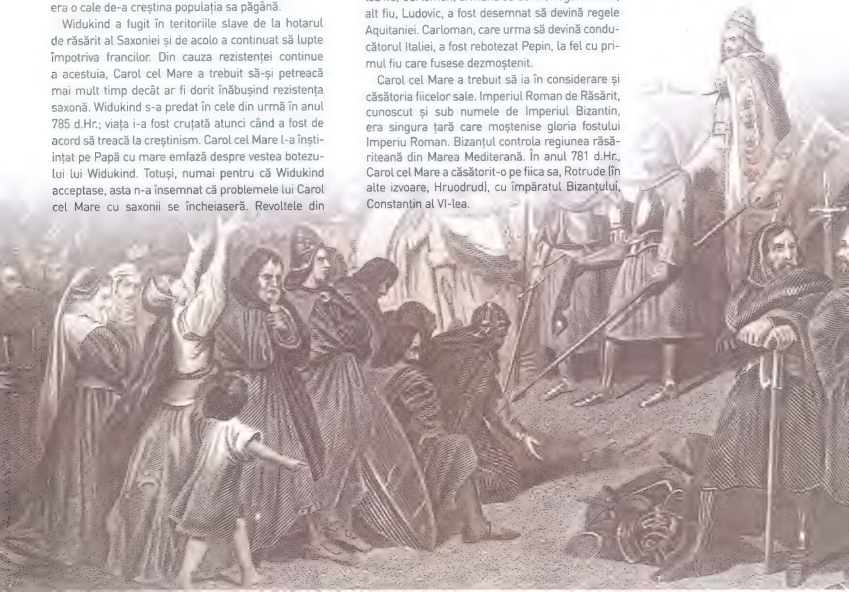 era o cale de-a creștina populația sa păgână.
Widukind a fugit în teritoriile slave de la hotarul
de răsărit al Saxoniei și de acolo a continuat să lupte
împotriva francilor. Din cauza rezistenței continue
a acestuia, Carol cel Mare a trebuit să-și petreacă
mai mult timp decât ar fi dorit înăbușind rezistența
saxonă. Widukind s-a predat în cele din urmă în anul
785 d.Hr.; viața i-a fost cruțată atunci când a fost de
acord să treacă la creștinism. Carol cel Mare l-a înști-
ințat pe Papă cu mare emfază despre vestea botezu-
lui lui Widukind. Totuși, numai pentru că Widukind
acceptase, asta n-a însemnat că problemele lui Carol
cel Mare cu saxonii se încheiaseră. Revoltele din
alt fiu, Ludovic, a fost desemnat să devină regele
Aquitaniei. Carloman, care urma să devină condu-
cătorul Italiei, a fost rebotezat Pepin, la fel cu pri-
mul fiu care fusese dezmoștenit.
Carol cel Mare a trebuit să ia în considerare și
căsătoria fiicelor sale. Imperiul Roman de Răsărit,
cunoscut și sub numele de Imperiul Bizantin,
era singura țară care moștenise gloria fostului
Imperiu Roman. Bizanțul controla regiunea răsă-
riteană din Marea Mediterană. În anul 781 d.Hr.,
Carol cel Mare a căsătorit-o pe fiica sa, Rotrude (în
alte izvoare, Hruodrud), cu împăratul Bizanțului,
Constantin al VI-lea.